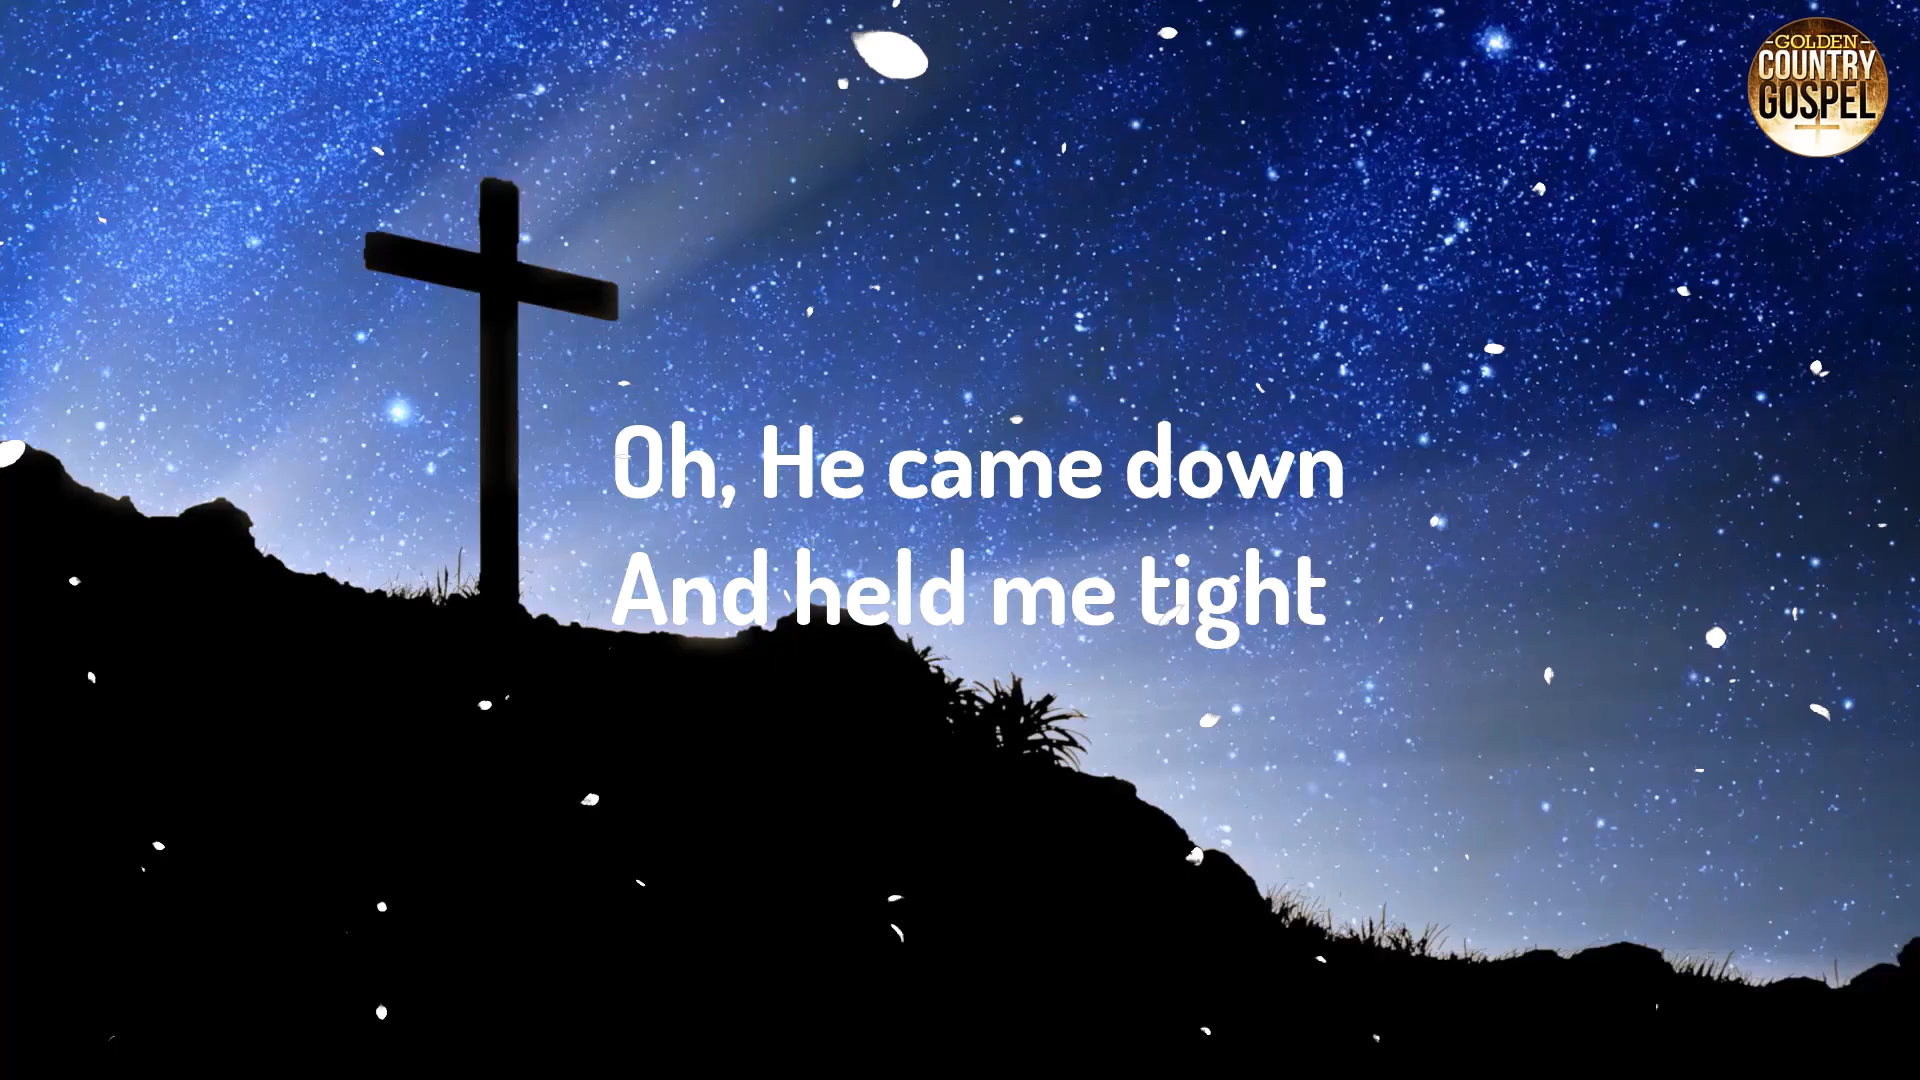 -GOLDEN-
COUNTRY
GOSPEL
Oh, He came down
And held me tight